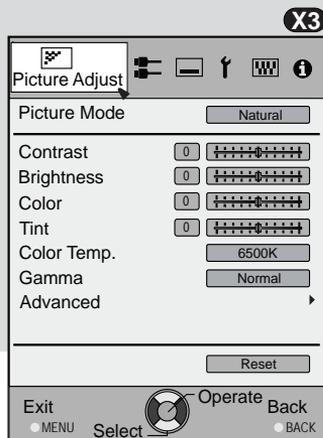 X3
Picture Adjust
Picture Mode Natural
Contrast 0
Brightness 0
Color 0
Tint 0
Color Temp. 6500K
Gamma Normal
Advanced
Reset
Exit Operate Back
MENU Select BACK